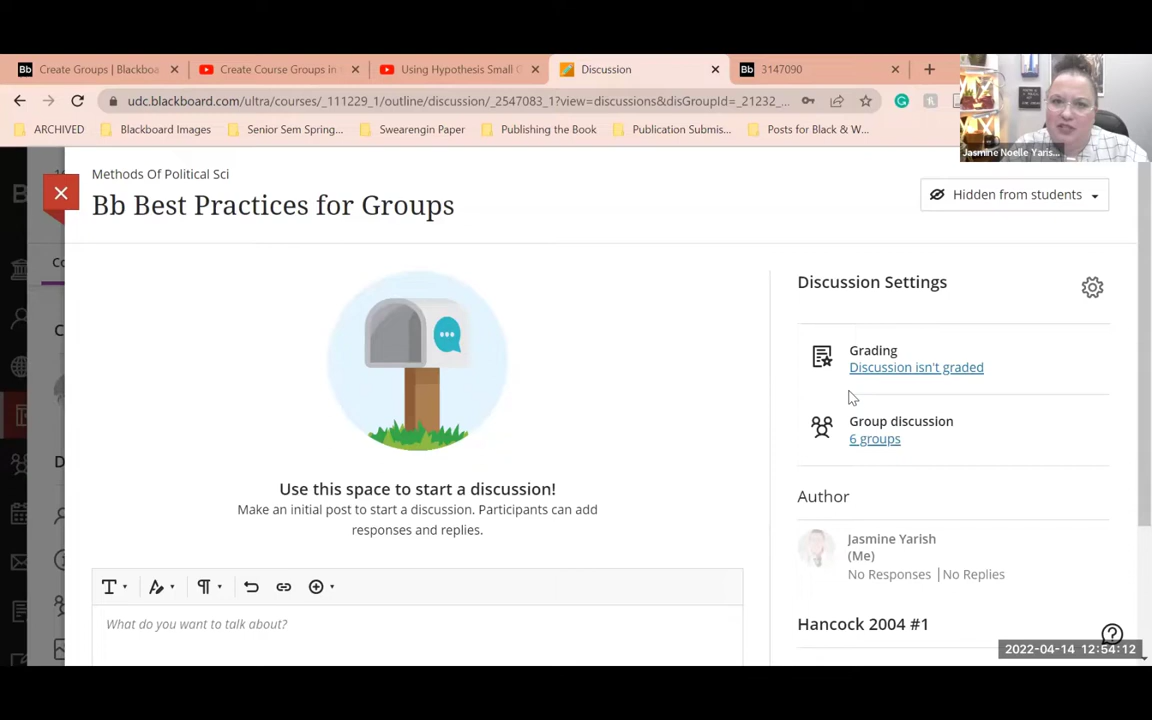 Bb Create Groups | Blackboa
Create Course Groups in
Using Hypothesis Small G
Discussion
Bb 3147090
udc.blackboard.com/ultra/courses/_111229_1/outline/discussion/_2547083_1?view=discussions&disGroupId=_21232_...
ARCHIVED
Blackboard Images
Senior Sem Spring...
Swearengin Paper
Publishing the Book
Publication Submis...
Posts for Black & W...
Jasmine Noelle Yaris...
Methods Of Political Sci
Bb Best Practices for Groups
Hidden from students
Use this space to start a discussion!
Make an initial post to start a discussion. Participants can add
responses and replies.
What do you want to talk about?
Discussion Settings
Grading
Discussion isn't graded
Group discussion
6 groups
Author
Jasmine Yarish
(Me)
No Responses | No Replies
Hancock 2004 #1
2022-04-14 12:54:12